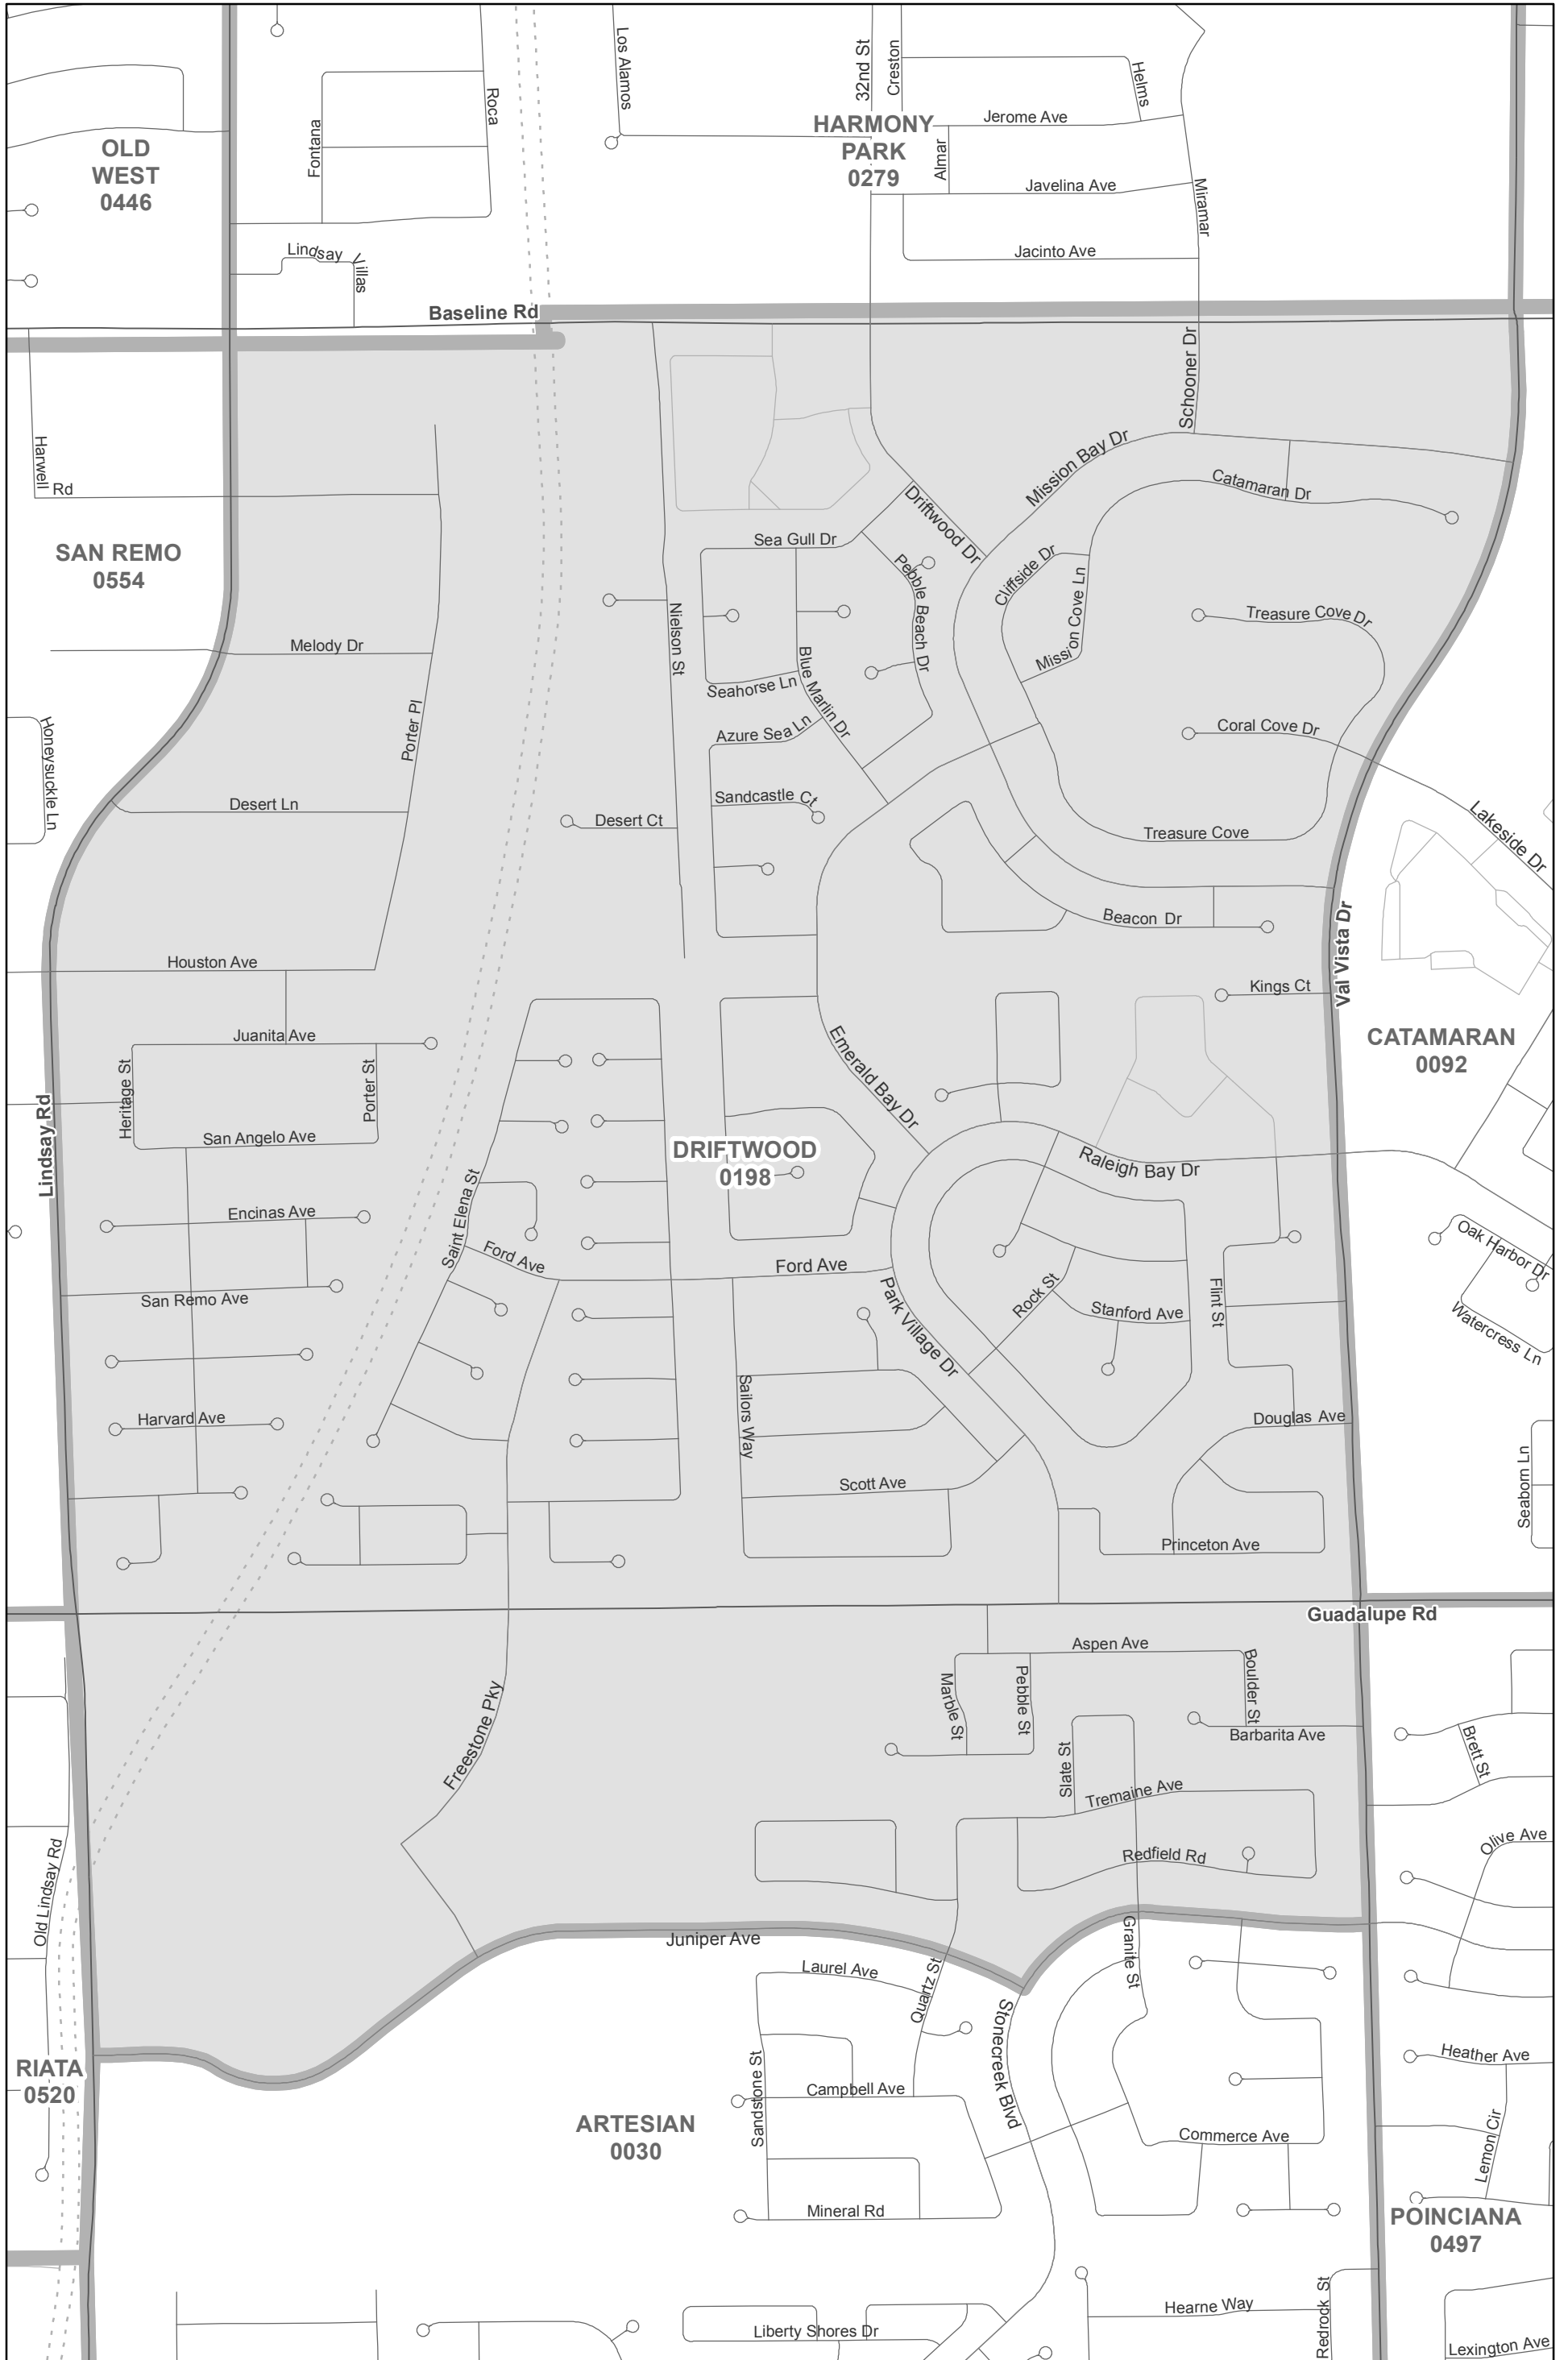 Los Alamos
32nd St
Creston
Helms
Roca
Fontana
Jerome Ave
HARMONY
PARK
0279
Almar
OLD
WEST
0446
Javelina Ave
Miramar
Lindsay Villas
Jacinto Ave
Baseline Rd
Schooner Dr
Harwell Rd
Mission Bay Dr
Catamaran Dr
Driftwood Dr
SAN REMO
0554
Sea Gull Dr
Pebble Beach Dr
Cliffside Dr
Mission Cove Ln
Treasure Cove Dr
Nielson St
Melody Dr
Blue Marlin Dr
Seahorse Ln
Porter Pl
Azure Sea Ln
Coral Cove Dr
Honeysuckle Ln
Desert Ln
Sandcastle Ct
Desert Ct
Treasure Cove
Lakeside Dr
Beacon Dr
Val Vista Dr
Houston Ave
Kings Ct
Juanita Ave
Emerald Bay Dr
CATAMARAN
0092
Heritage St
Porter St
San Angelo Ave
Lindsay Rd
DRIFTWOOD
0198
Raleigh Bay Dr
Saint Elena St
Encinas Ave
Ford Ave
Ford Ave
Oak Harbor Dr
San Remo Ave
Park Village Dr
Rock St
Stanford Ave
Flint St
Watercress Ln
Harvard Ave
Sailors Way
Douglas Ave
Scott Ave
Seaborn Ln
Princeton Ave
Guadalupe Rd
Aspen Ave
Marble St
Pebble St
Boulder St
Barbarita Ave
Freestone Pky
Slate St
Brett St
Tremaine Ave
Olive Ave
Redfield Rd
Old Lindsay Rd
Juniper Ave
Granite St
Laurel Ave
Quartz St
Stonecreek Blvd
RIATA
0520
Heather Ave
Sandstone St
Campbell Ave
ARTESIAN
0030
Commerce Ave
Lemon Cir
Mineral Rd
POINCIANA
0497
Hearne Way
Redrock St
Liberty Shores Dr
Lexington Ave